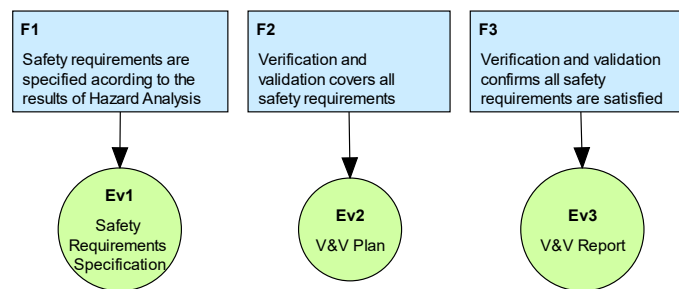 F1
Safety requirements are
specified acording to the
results of Hazard Analysis
F2
Verification and
validation covers all
safety requirements
F3
Verification and validation
confirms all safety
requirements are satisfied
Ev1
Safety
Requirements
Specification
Ev2
V&V Plan
Ev3
V&V Report